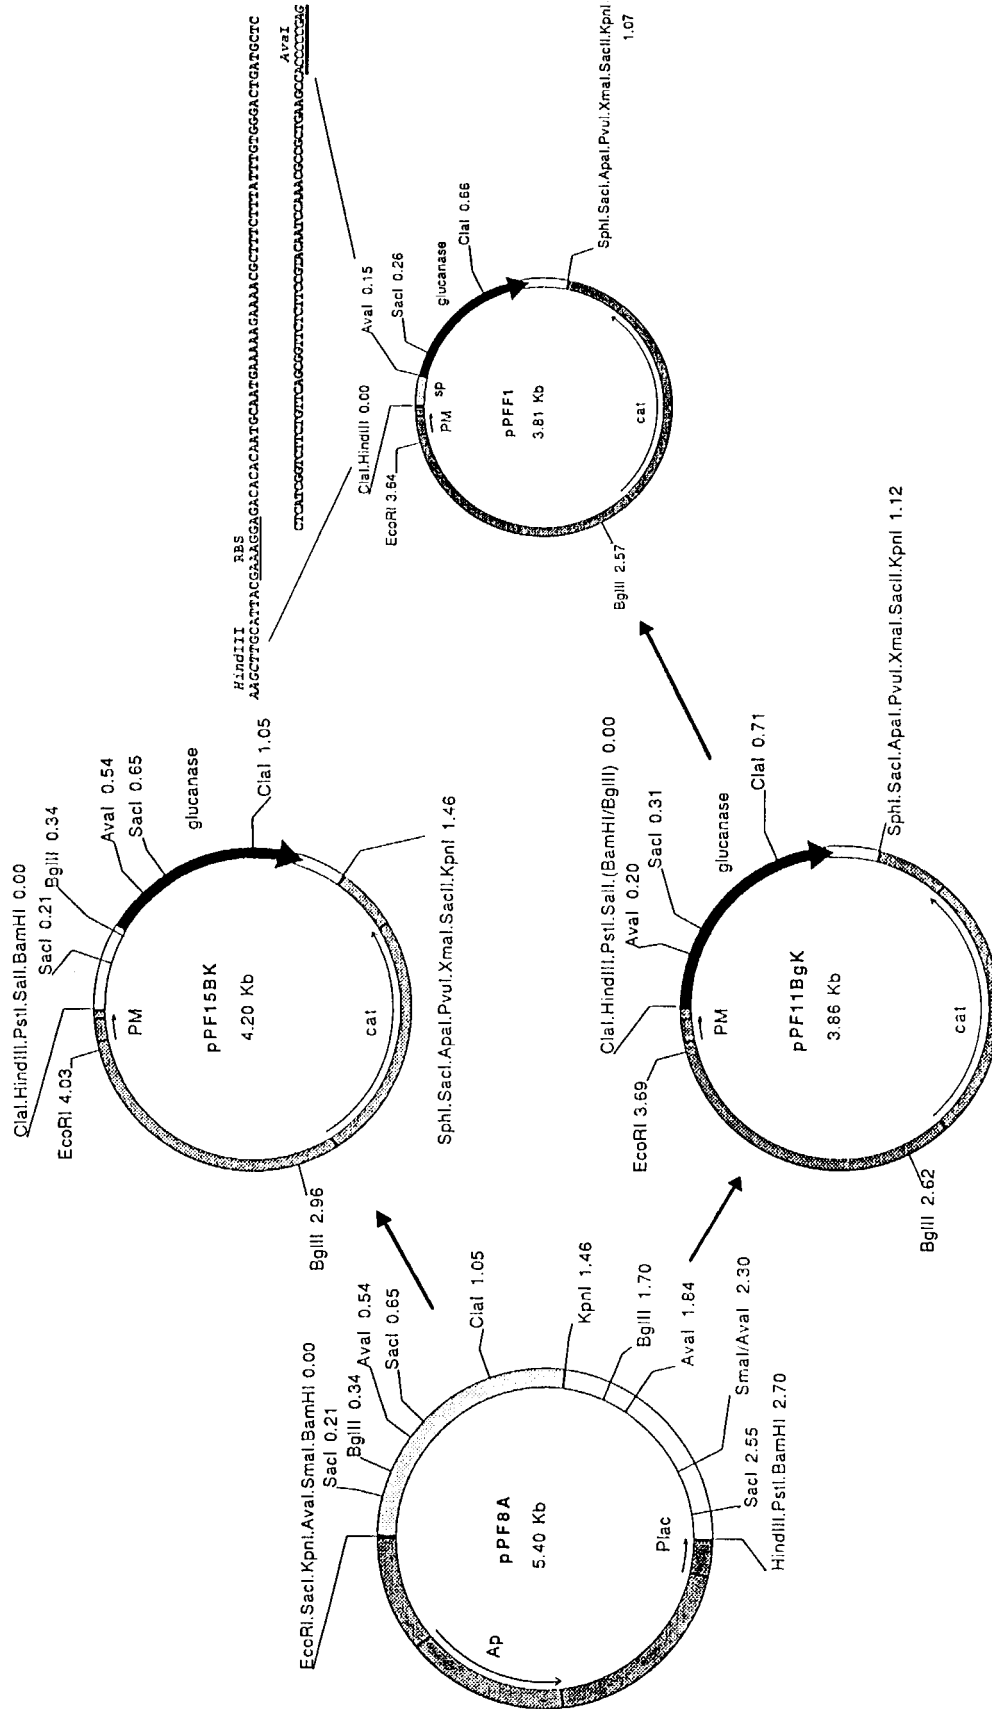 EcoRI.SacI.KpnI.AvaI.SmaI.BamHI 0.00
SacI 0.21
BglII 0.34
AvaI 0.54
SacI 0.65
ClaI 1.05
KpnI 1.46
BglII 1.70
AvaI 1.84
SmaI/AvaI 2.30
SacI 2.55
HindIII.PstI.BamHI 2.70
Plac
Ap
pPF8A
5.40 Kb
ClaI.HindIII.PstI.SalI.BamHI 0.00
SacI 0.21
BglII 0.34
AvaI 0.54
SacI 0.65
glucanase
ClaI 1.05
SphI.SacI.ApaI.PvuI.XmaI.SacII.KpnI 1.46
cat
BglII 2.96
EcoRI 4.03
PM
pPF15BK
4.20 Kb
ClaI.HindIII.PstI.SalI.(BamHI/BglII) 0.00
AvaI 0.20
SacI 0.31
glucanase
ClaI 0.71
SphI.SacI.ApaI.PvuI.XmaI.SacII.KpnI 1.12
cat
BglII 2.62
EcoRI 3.69
PM
pPF11BgK
3.86 Kb
HindIII RBS
AAGCTTGCATTACGAAAGGAGACACACAATGCAATGAAAAAGAAAACGCTTTCTTTATTTGTGGGACTGATGCTC
CTCATCGGTCTTCTGTTCAGCGGTTCTCTTCCGTACAATCCAAACGCCGCTGAAGCCACCCCCGAG
AvaI
ClaI.HindIII 0.00
AvaI 0.15
SacI 0.26
glucanase
ClaI 0.66
SphI.SacI.ApaI.PvuI.XmaI.SacII.KpnI
1.07
cat
BglII 2.57
EcoRI 3.64
PM
sp
pPFF1
3.81 Kb